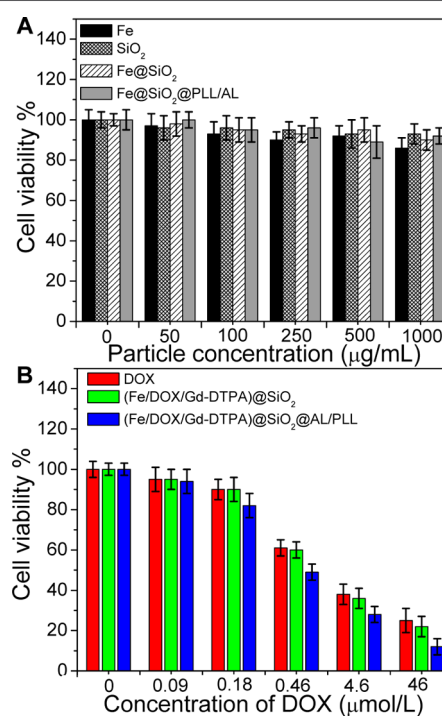 A
Fe
SiO₂
Fe@SiO₂
Fe@SiO₂@PLL/AL
Cell viability %
140
120
100
80
60
40
20
0
0 50 100 250 500 1000
Particle concentration (μg/mL)
B
DOX
(Fe/DOX/Gd-DTPA)@SiO₂
(Fe/DOX/Gd-DTPA)@SiO₂@AL/PLL
Cell viability %
140
120
100
80
60
40
20
0
0 0.09 0.18 0.46 4.6 46
Concentration of DOX (μmol/L)